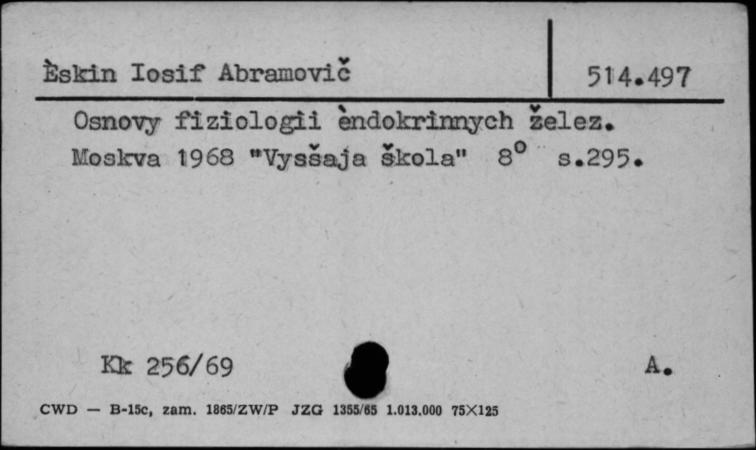 Èskin Iosif Abramovič
514.497
Osnovy fiziologii èndokrinnych želez.
Moskva 1968 "Vysšaja škola" 8° s.295.
Kk 256/69
A.
CWD — B-15c, zam. 1865/ZW/P JZG 1355/65 1.013.000 75X125